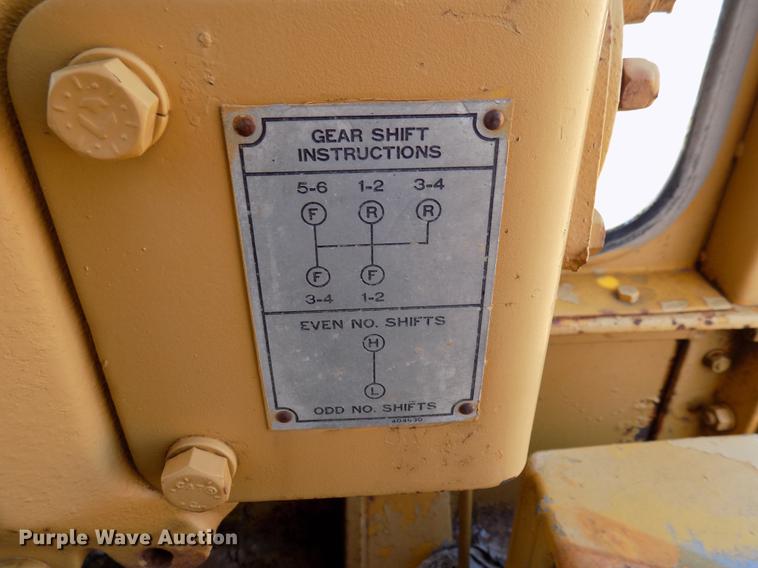 GEAR SHIFT
INSTRUCTIONS
5-6 1-2 3-4
F R R
F F
3-4 1-2
EVEN NO. SHIFTS
H
L
ODD NO. SHIFTS
Purple Wave Auction